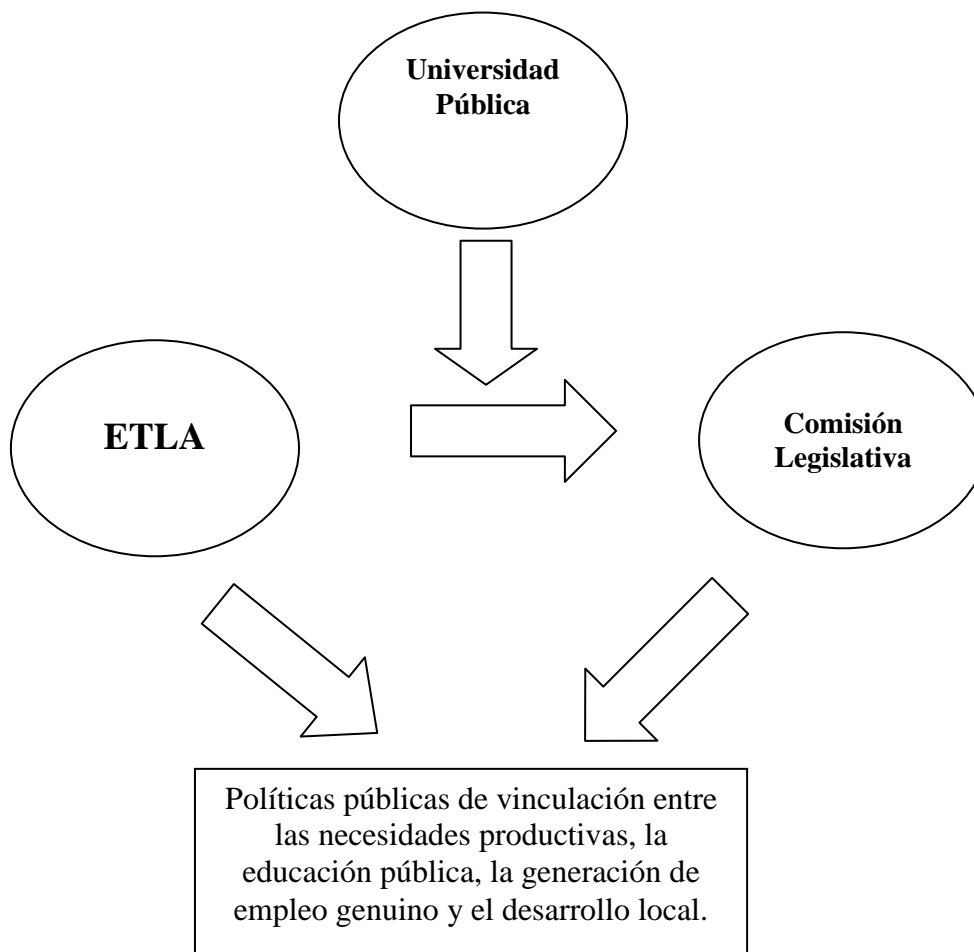 Universidad
Pública
ETLA
Comisión
Legislativa
Políticas públicas de vinculación entre
las necesidades productivas, la
educación pública, la generación de
empleo genuino y el desarrollo local.